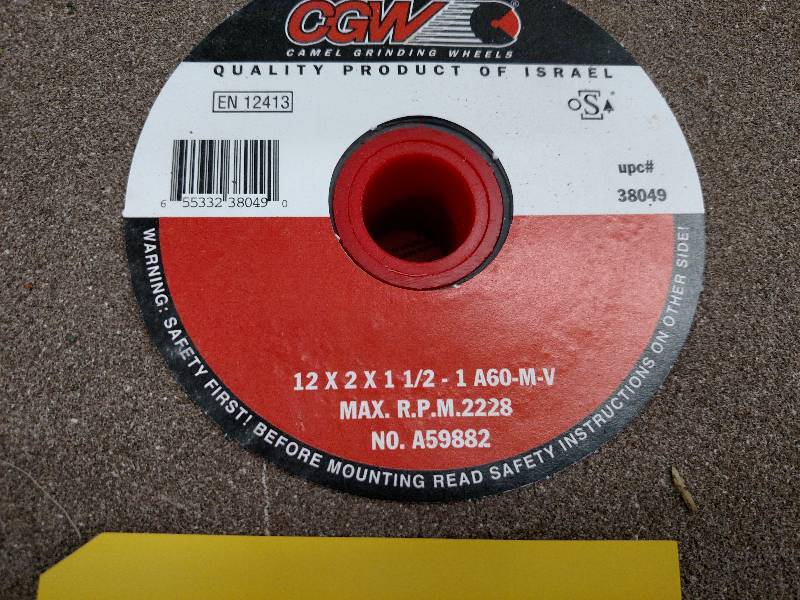 CGW
CAMEL GRINDING WHEELS
QUALITY PRODUCT OF ISRAEL
EN 12413
oSa
upc#
38049
6 55332 38049 0
12 X 2 X 1 1/2 - 1 A60-M-V
MAX. R.P.M.2228
NO. A59882
WARNING: SAFETY FIRST! BEFORE MOUNTING READ SAFETY INSTRUCTIONS ON OTHER SIDE!